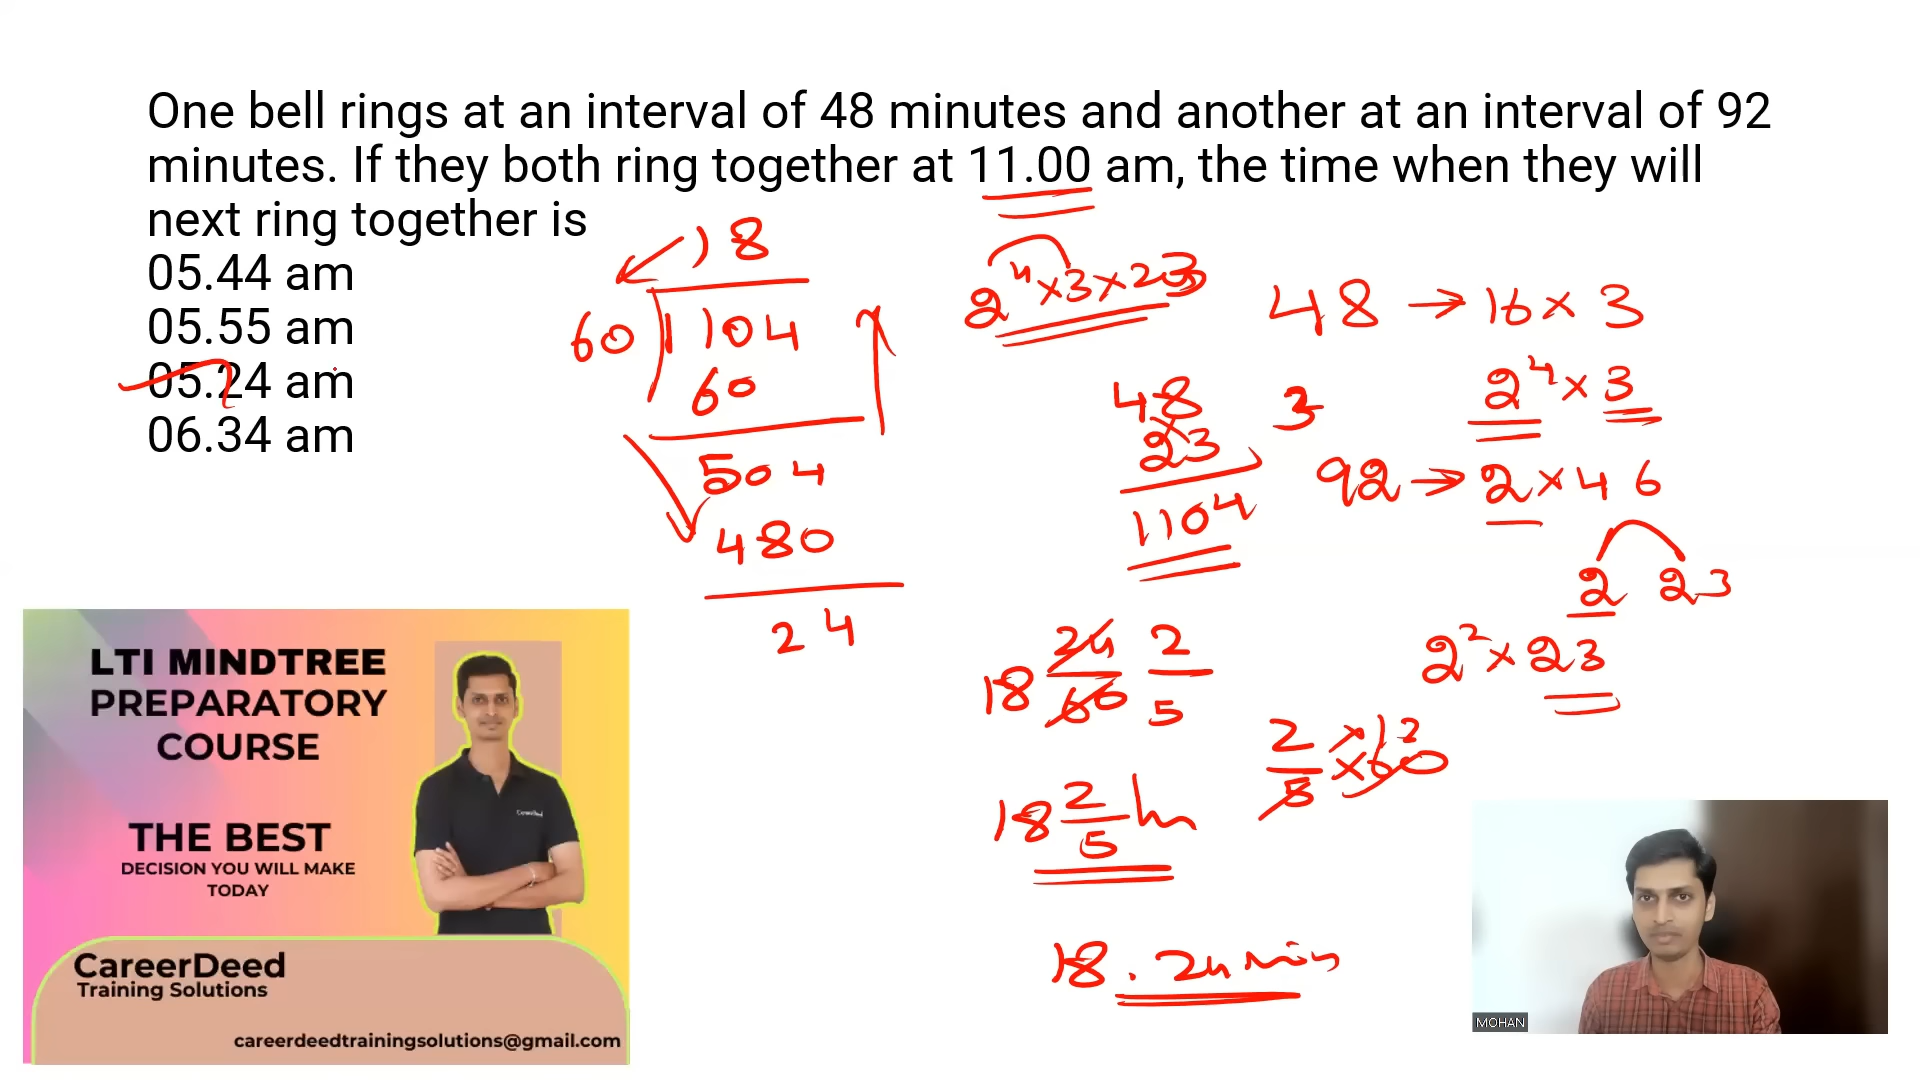 One bell rings at an interval of 48 minutes and another at an interval of 92
minutes. If they both ring together at 11.00 am, the time when they will
next ring together is
05.44 am
05.55 am
05.24 am
06.34 am
18
60 1104
60
504
480
24
2⁴×3×23
48 → 16×3
2⁴×3
48
×
23
1104
3
92 → 2×46
2 23
2²×23
18 24/60 2/5
2/5 ×60
×12
18 2/5 hr
18.24 min
LTI MINDTREE
PREPARATORY
COURSE
THE BEST
DECISION YOU WILL MAKE
TODAY
CareerDeed
Training Solutions
careerdeedtrainingsolutions@gmail.com
MOHAN